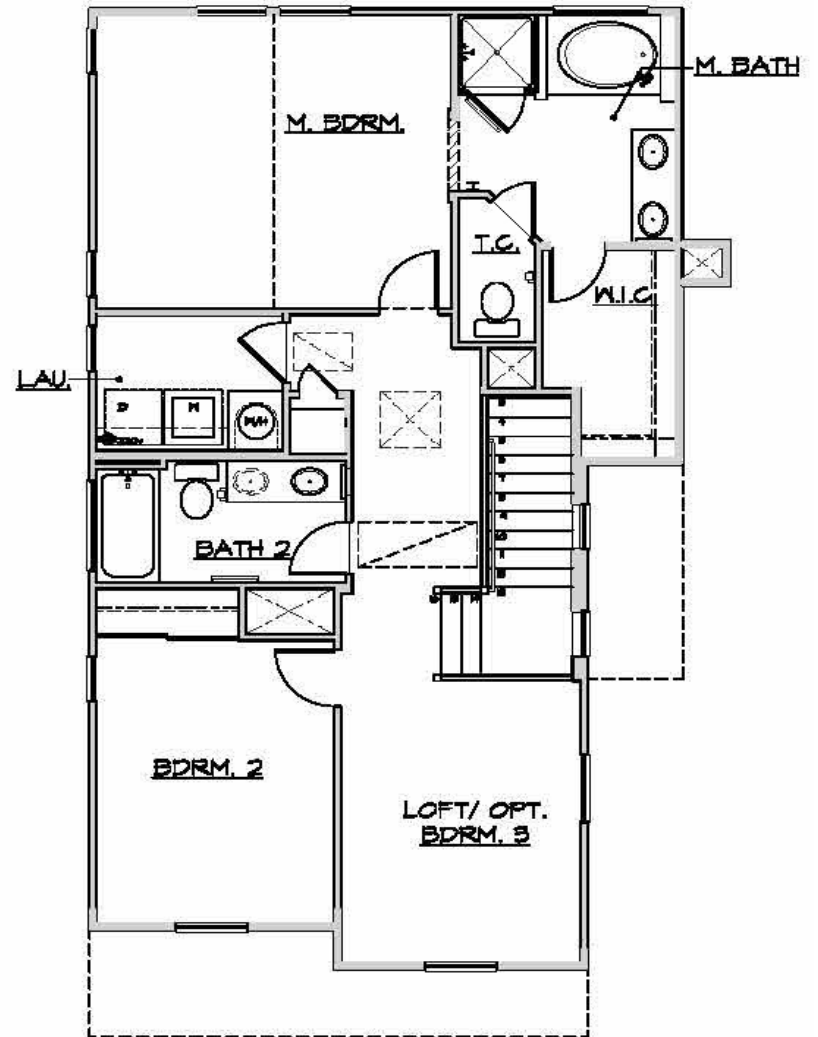 M. BDRM.
M. BATH
T.C.
W.I.C
LAU.
D
W
W/H
BATH 2
BDRM. 2
LOFT/ OPT.
BDRM. 3